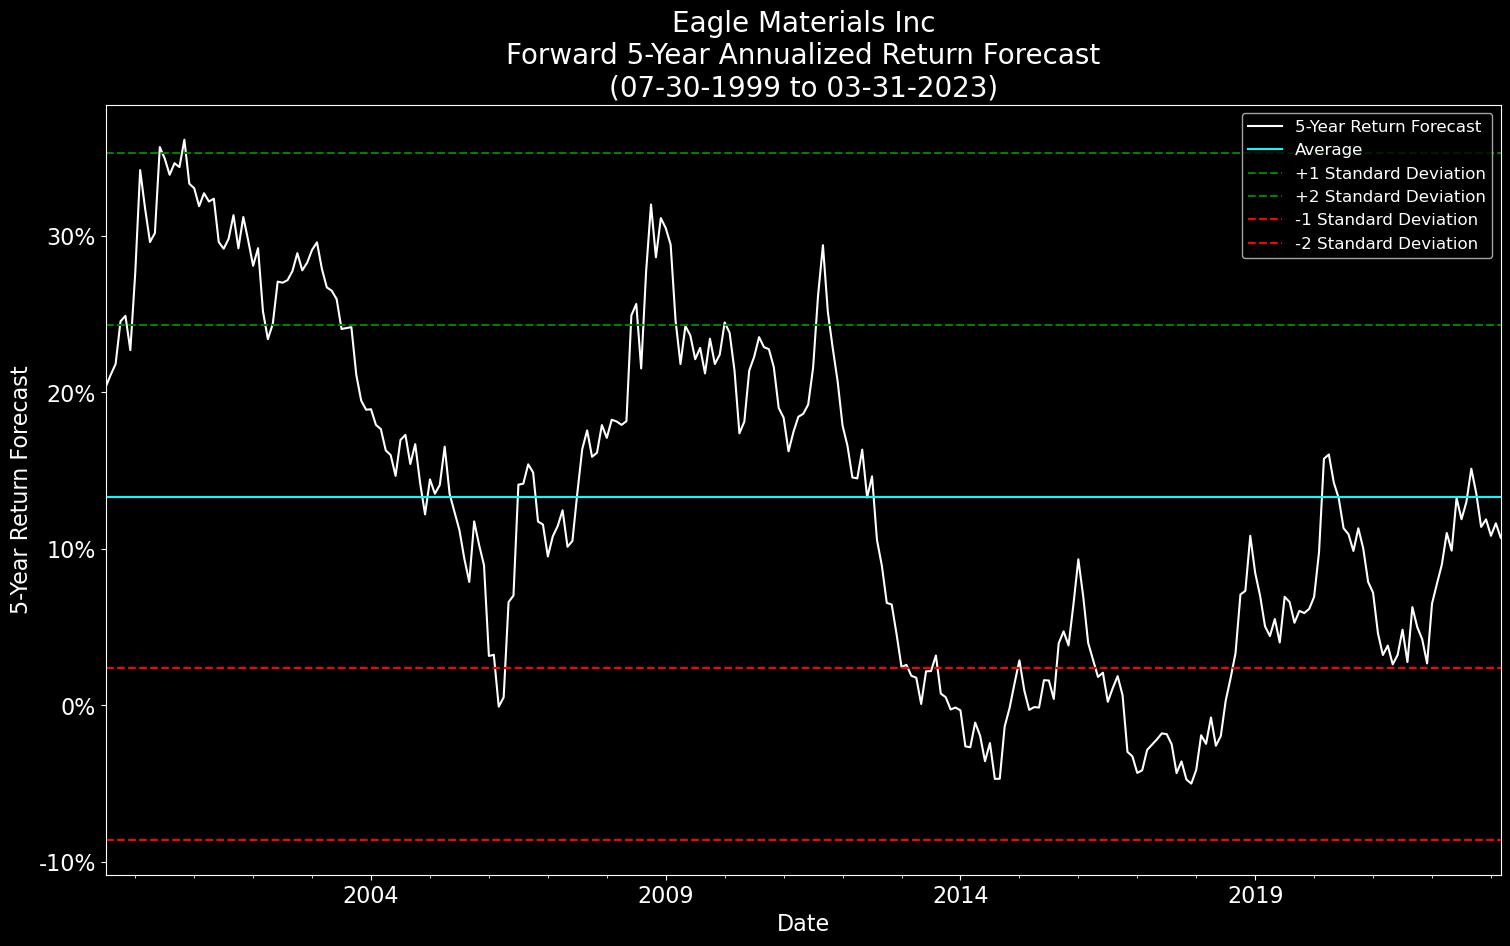 Eagle Materials Inc
Forward 5-Year Annualized Return Forecast
(07-30-1999 to 03-31-2023)
5-Year Return Forecast
Average
+1 Standard Deviation
+2 Standard Deviation
-1 Standard Deviation
-2 Standard Deviation
5-Year Return Forecast
30%
20%
10%
0%
-10%
2004
2009
2014
2019
Date